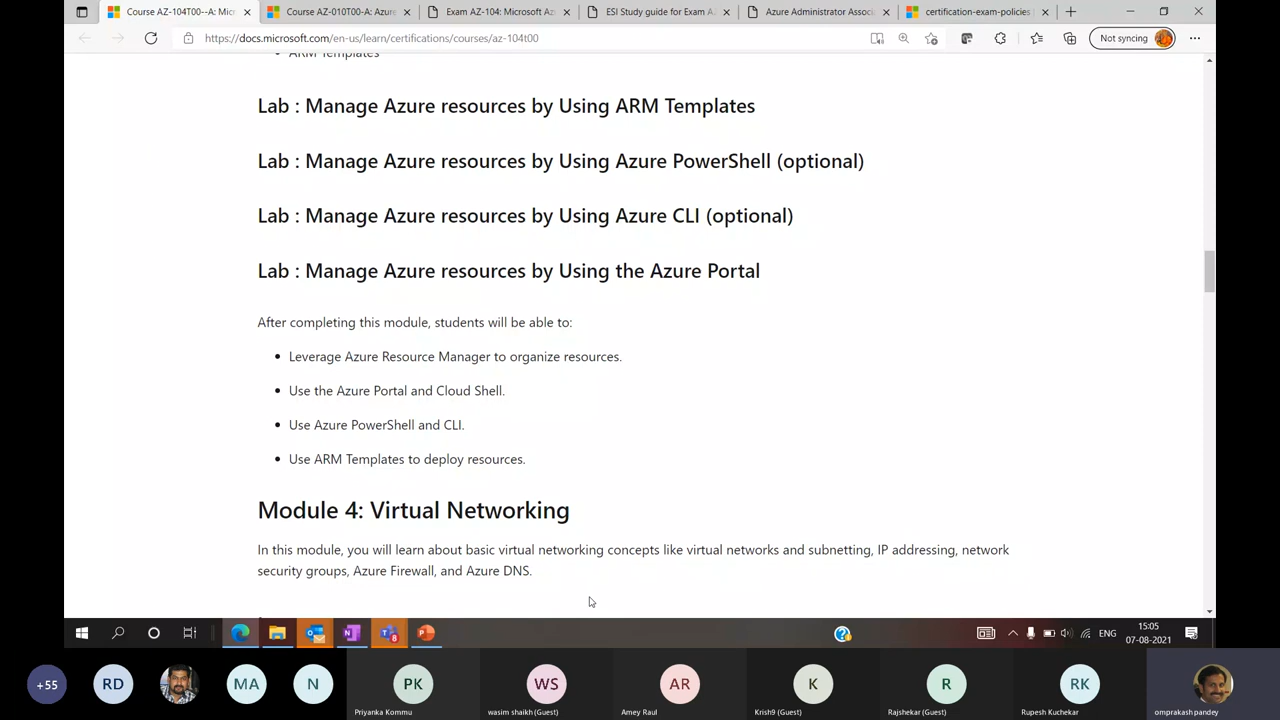 Course AZ-104T00--A: Mic
Course AZ-010T00-A: Azure
Exam AZ-104: Microsoft Az
ESI Study guide for Exam A
Azure Administrator Assoc
certification-exam-policies
https://docs.microsoft.com/en-us/learn/certifications/courses/az-104t00
Not syncing
ARM Templates
Lab : Manage Azure resources by Using ARM Templates
Lab : Manage Azure resources by Using Azure PowerShell (optional)
Lab : Manage Azure resources by Using Azure CLI (optional)
Lab : Manage Azure resources by Using the Azure Portal
After completing this module, students will be able to:
Leverage Azure Resource Manager to organize resources.
Use the Azure Portal and Cloud Shell.
Use Azure PowerShell and CLI.
Use ARM Templates to deploy resources.
Module 4: Virtual Networking
In this module, you will learn about basic virtual networking concepts like virtual networks and subnetting, IP addressing, network
security groups, Azure Firewall, and Azure DNS.
8
ENG
15:05
07-08-2021
+55
RD
MA
N
PK
WS
AR
K
R
RK
Priyanka Kommu
wasim shaikh (Guest)
Amey Raul
Krish9 (Guest)
Rajshekar (Guest)
Rupesh Kuchekar
omprakash pandey